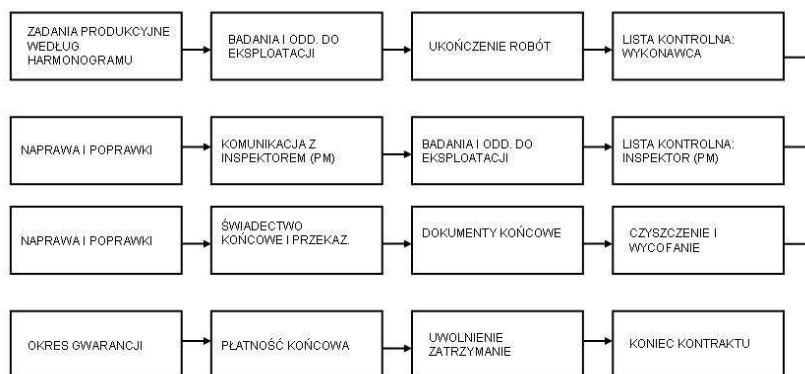 ZADANIA PRODUKCYJNE
WEDŁUG
HARMONOGRAMU
BADANIA I ODD. DO
EKSPLOATACJI
UKOŃCZENIE ROBÓT
LISTA KONTROLNA:
WYKONAWCA
NAPRAWA I POPRAWKI
KOMUNIKACJA Z
INSPEKTOREM (PM)
BADANIA I ODD. DO
EKSPLOATACJI
LISTA KONTROLNA:
INSPEKTOR (PM)
NAPRAWA I POPRAWKI
ŚWIADECTWO
KOŃCOWE I PRZEKAZ.
DOKUMENTY KOŃCOWE
CZYSZCZENIE I
WYCOFANIE
OKRES GWARANCJI
PŁATNOŚĆ KOŃCOWA
UWOLNIENIE
ZATRZYMANIE
KONIEC KONTRAKTU